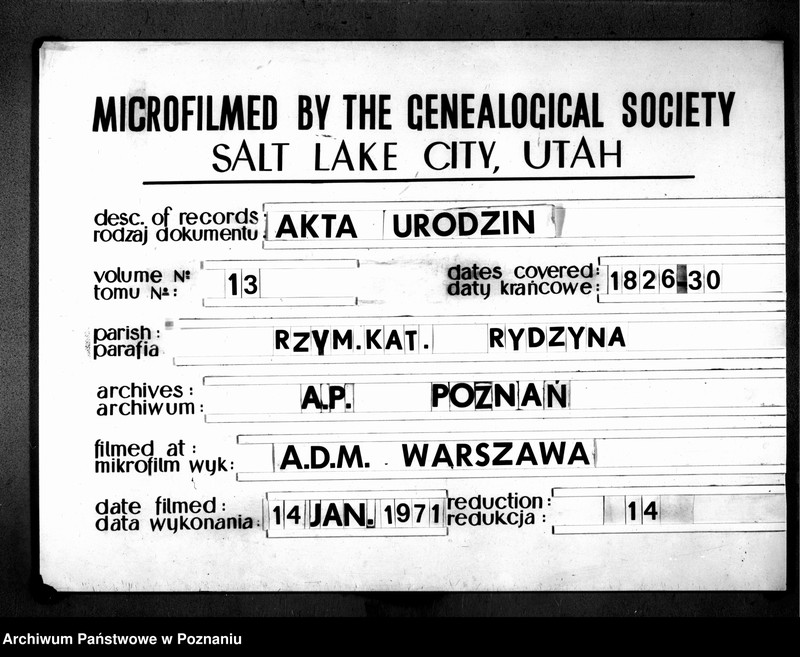 MICROFILMED BY THE GENEALOGICAL SOCIETY
SALT LAKE CITY, UTAH
desc. of records:
rodzaj dokumentu: AKTA URODZIN
volume No
tomu No: 13
dates covered:
daty krańcowe: 1826-30
parish:
parafia RZYM.KAT. RYDZYNA
archives:
archiwum: A.P. POZNAŃ
filmed at:
mikrofilm wyk: A.D.M. WARSZAWA
date filmed:
data wykonania: 14 JAN. 1971
reduction:
redukcja: 14
Archiwum Państwowe w Poznaniu